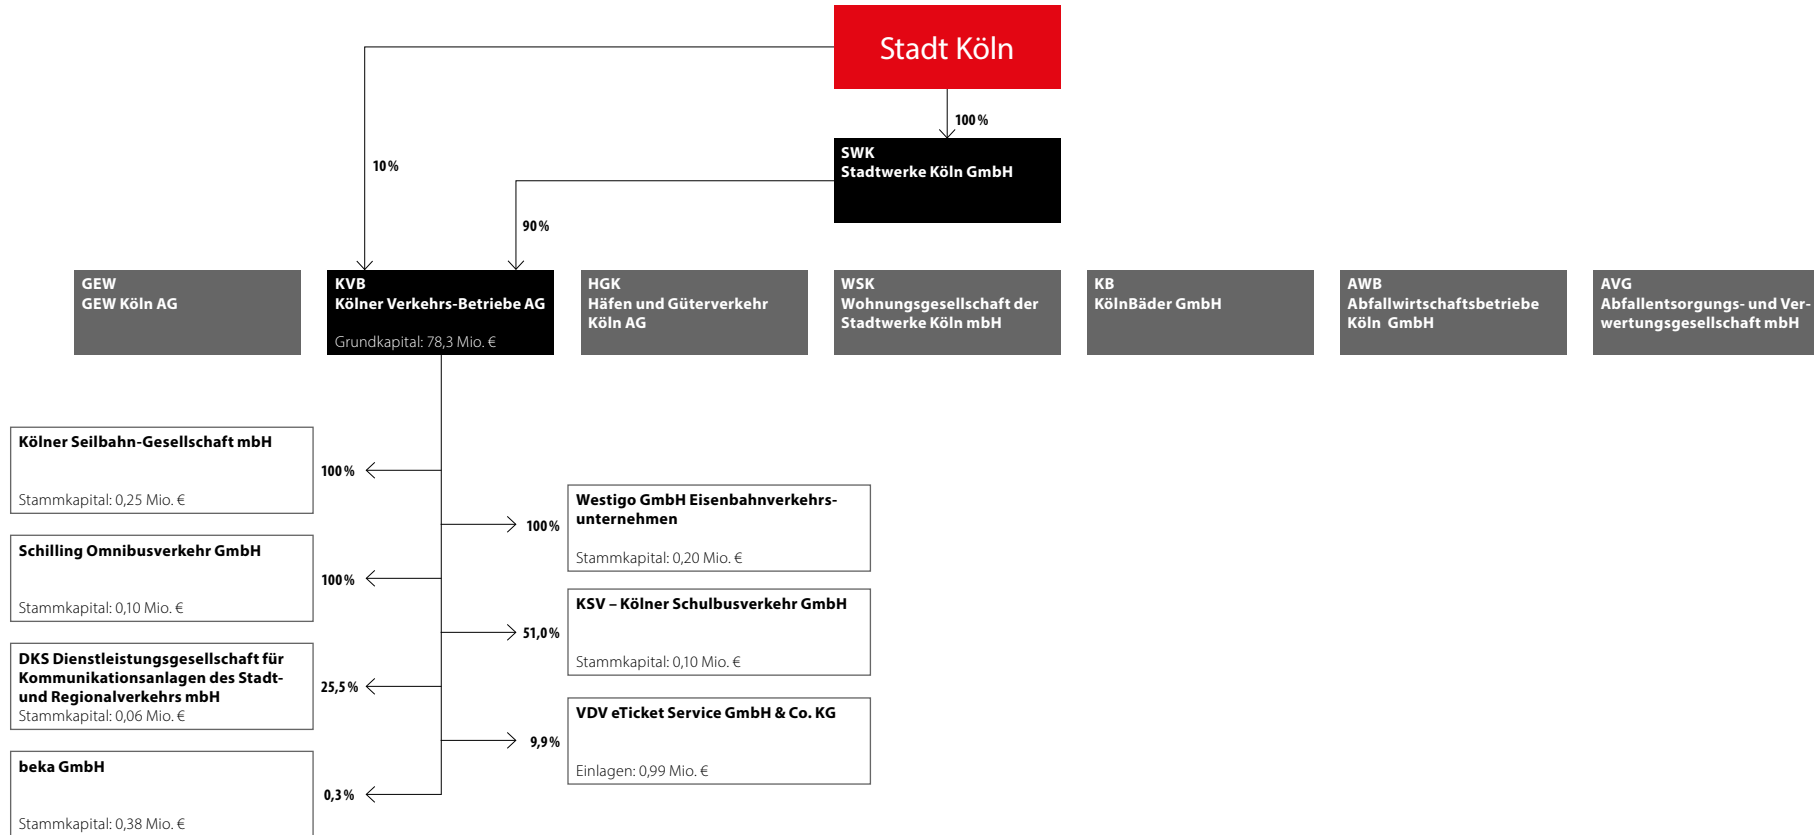 Stadt Köln
100 %
10 %
SWK
Stadtwerke Köln GmbH
90 %
GEW
GEW Köln AG
KVB
Kölner Verkehrs-Betriebe AG
Grundkapital: 78,3 Mio. €
HGK
Häfen und Güterverkehr
Köln AG
WSK
Wohnungsgesellschaft der
Stadtwerke Köln mbH
KB
KölnBäder GmbH
AWB
Abfallwirtschaftsbetriebe
Köln GmbH
AVG
Abfallentsorgungs- und Ver-
wertungsgesellschaft mbH
Kölner Seilbahn-Gesellschaft mbH
Stammkapital: 0,25 Mio. €
100 %
Westigo GmbH Eisenbahnverkehrs-
unternehmen
Stammkapital: 0,20 Mio. €
100 %
Schilling Omnibusverkehr GmbH
Stammkapital: 0,10 Mio. €
100 %
KSV – Kölner Schulbusverkehr GmbH
Stammkapital: 0,10 Mio. €
51,0 %
DKS Dienstleistungsgesellschaft für
Kommunikationsanlagen des Stadt-
und Regionalverkehrs mbH
Stammkapital: 0,06 Mio. €
25,5 %
VDV eTicket Service GmbH & Co. KG
Einlagen: 0,99 Mio. €
9,9 %
beka GmbH
Stammkapital: 0,38 Mio. €
0,3 %